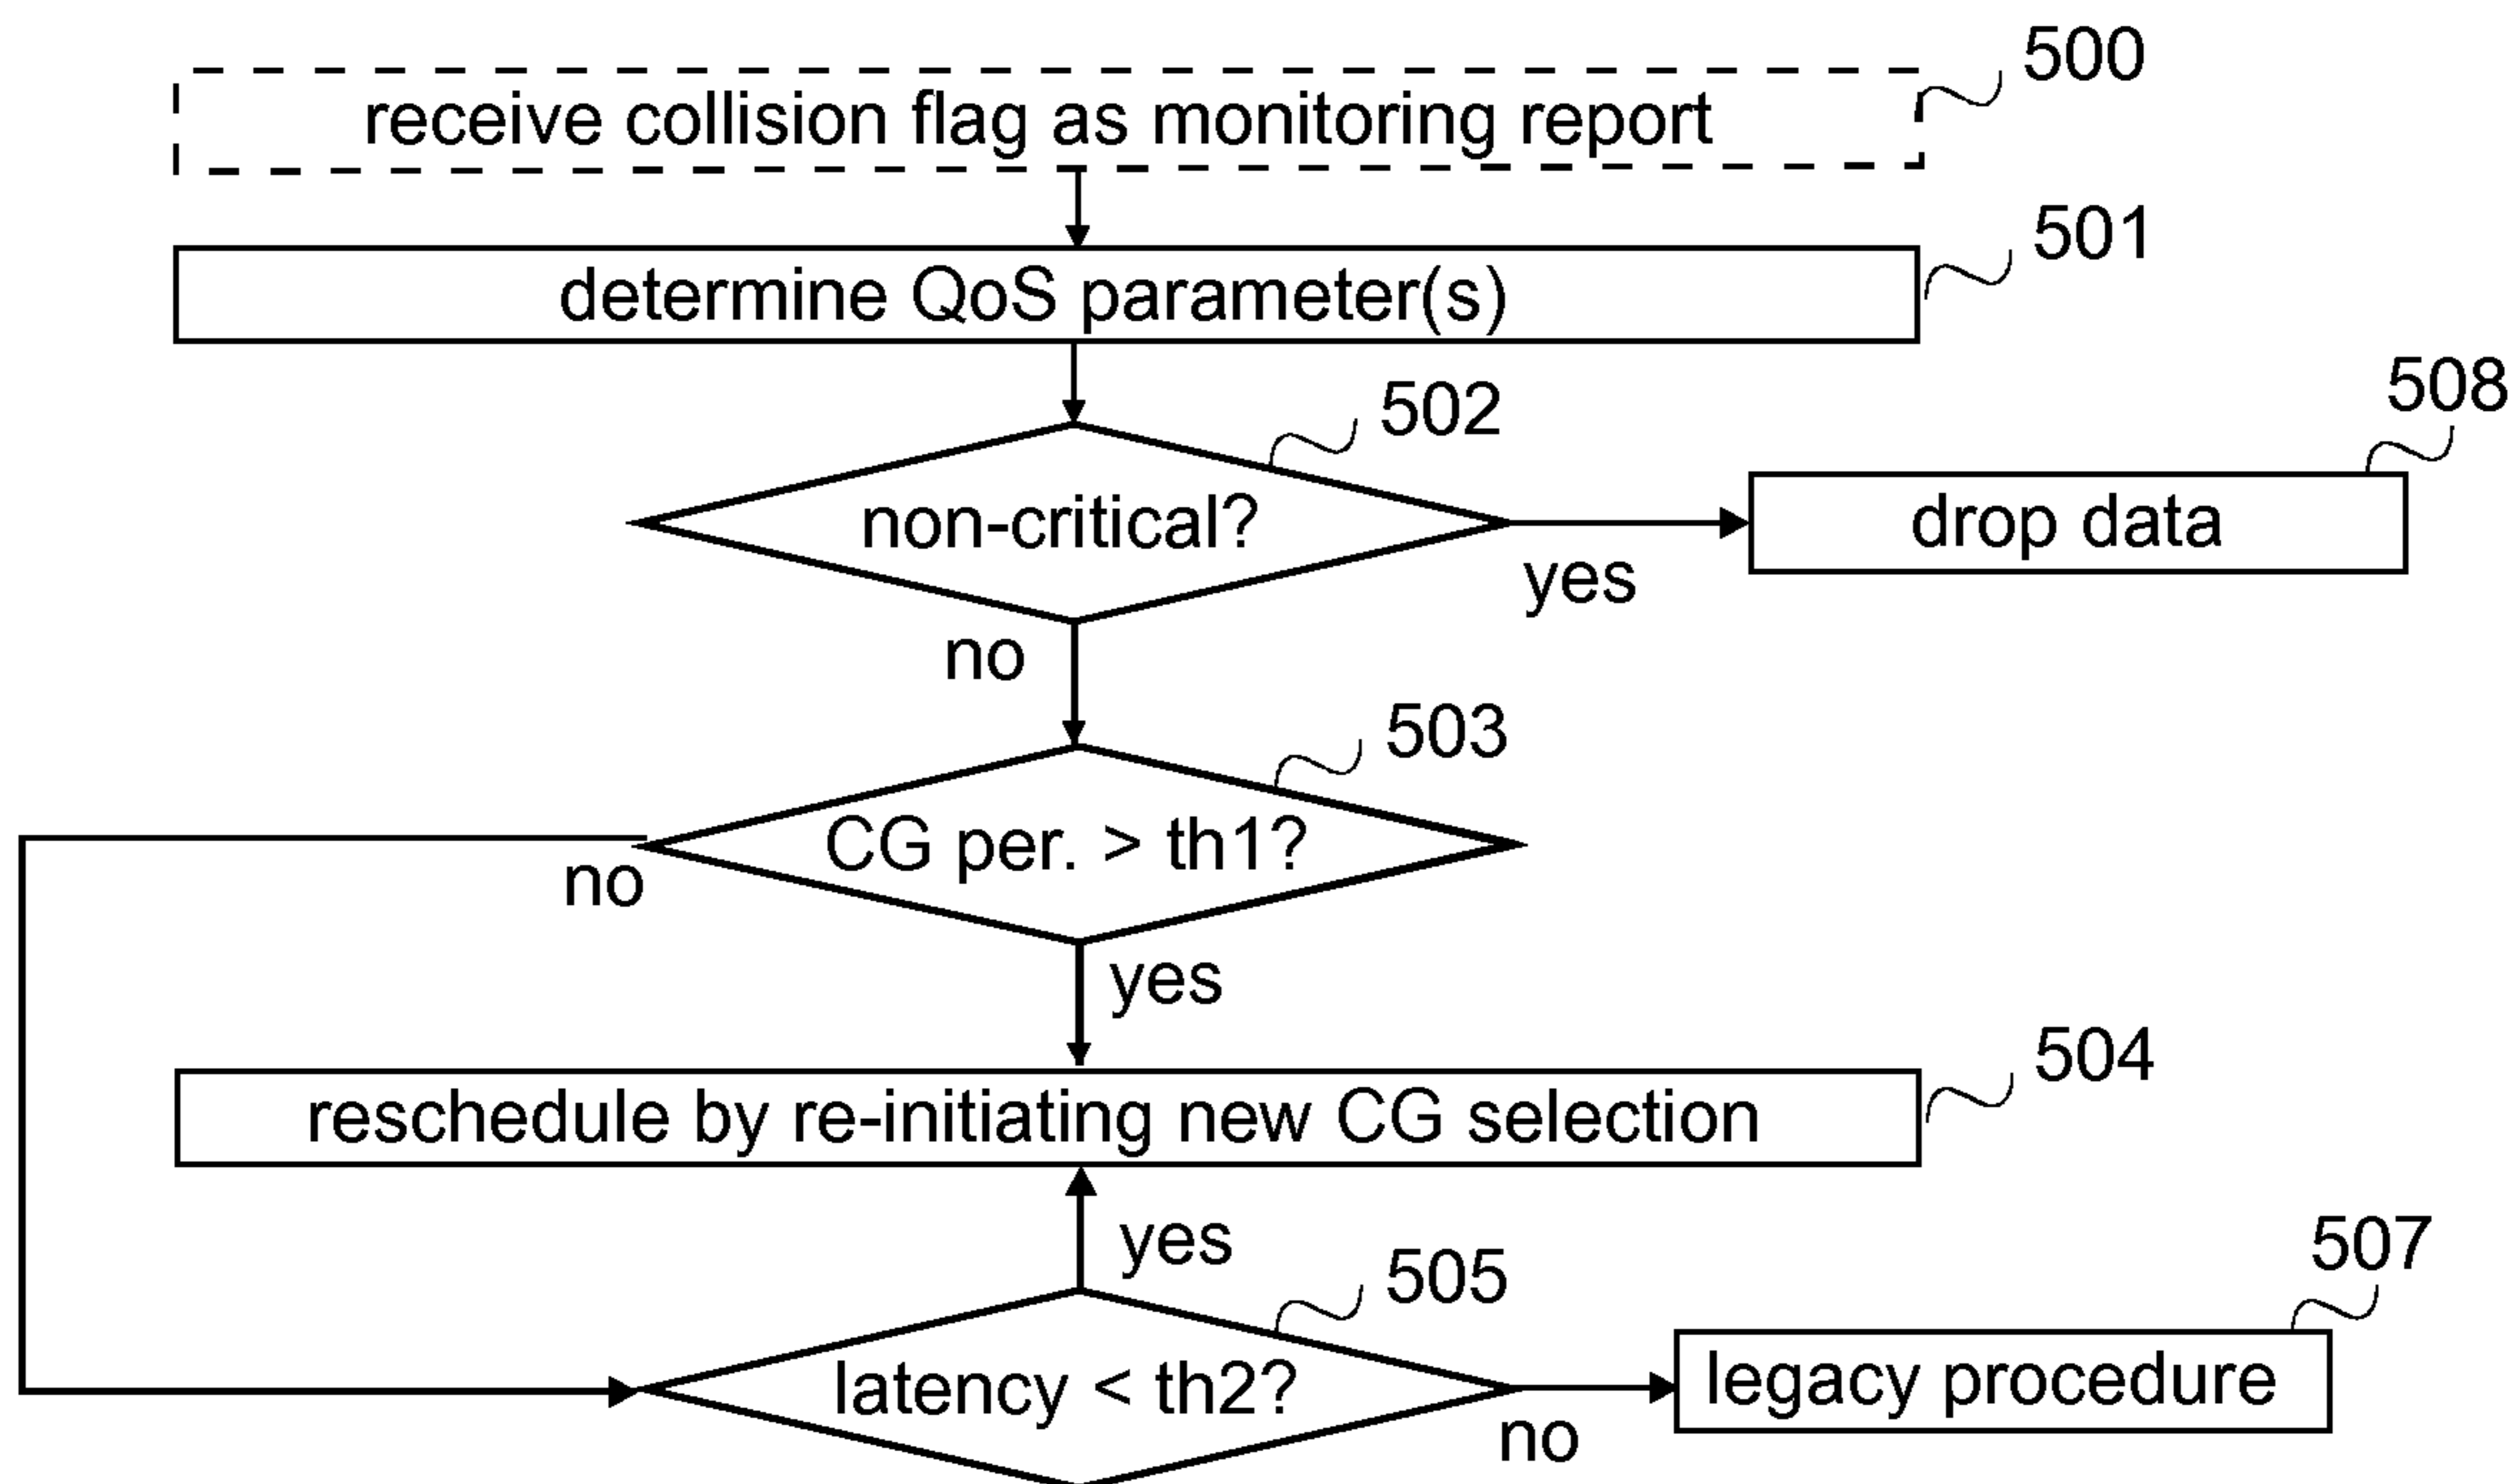 500
receive collision flag as monitoring report
501
determine QoS parameter(s)
508
502
non-critical?
drop data
yes
no
503
CG per. > th1?
no
yes
504
reschedule by re-initiating new CG selection
yes
507
505
latency < th2?
legacy procedure
no